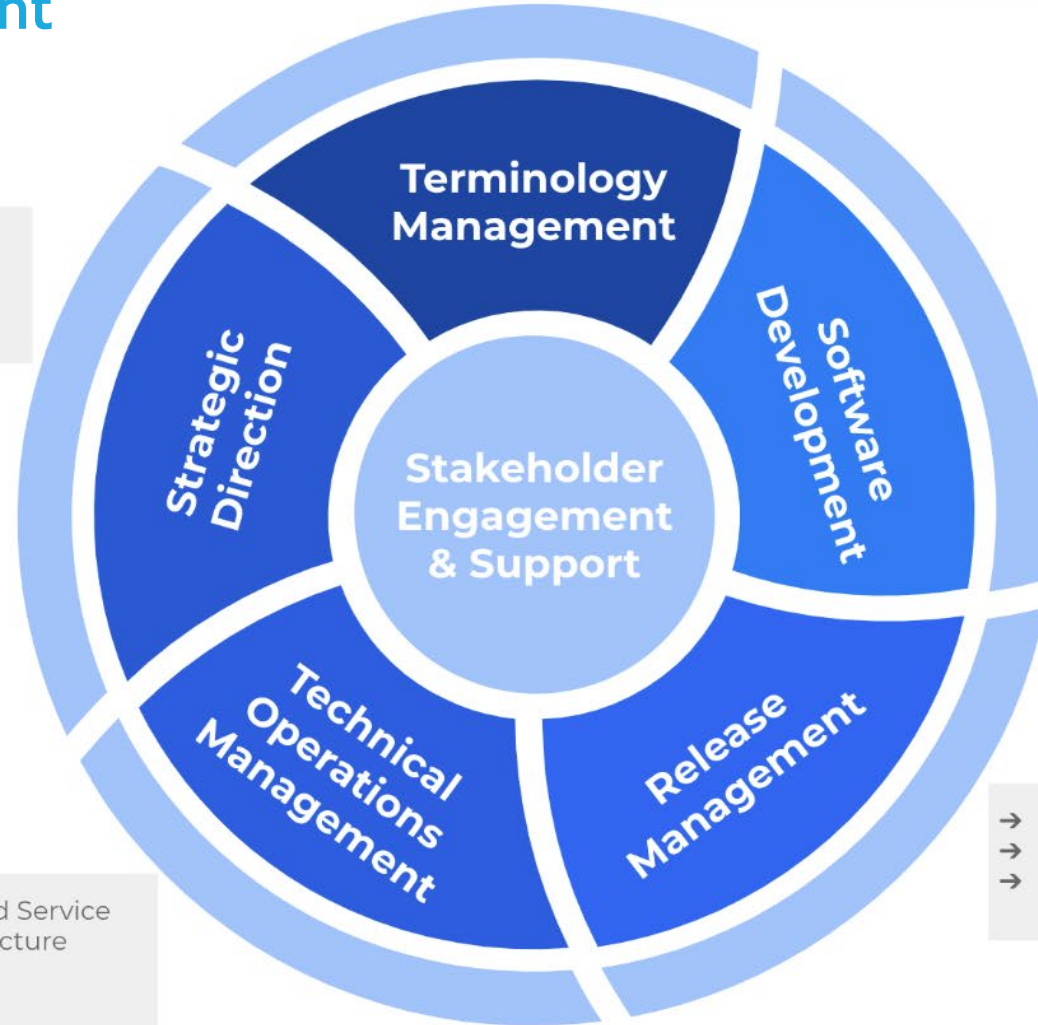 nt
Terminology
Management
Software
Development
Strategic
Direction
Stakeholder
Engagement
& Support
Technical
Operations
Management
Release
Management
→
→
→
d Service
cture